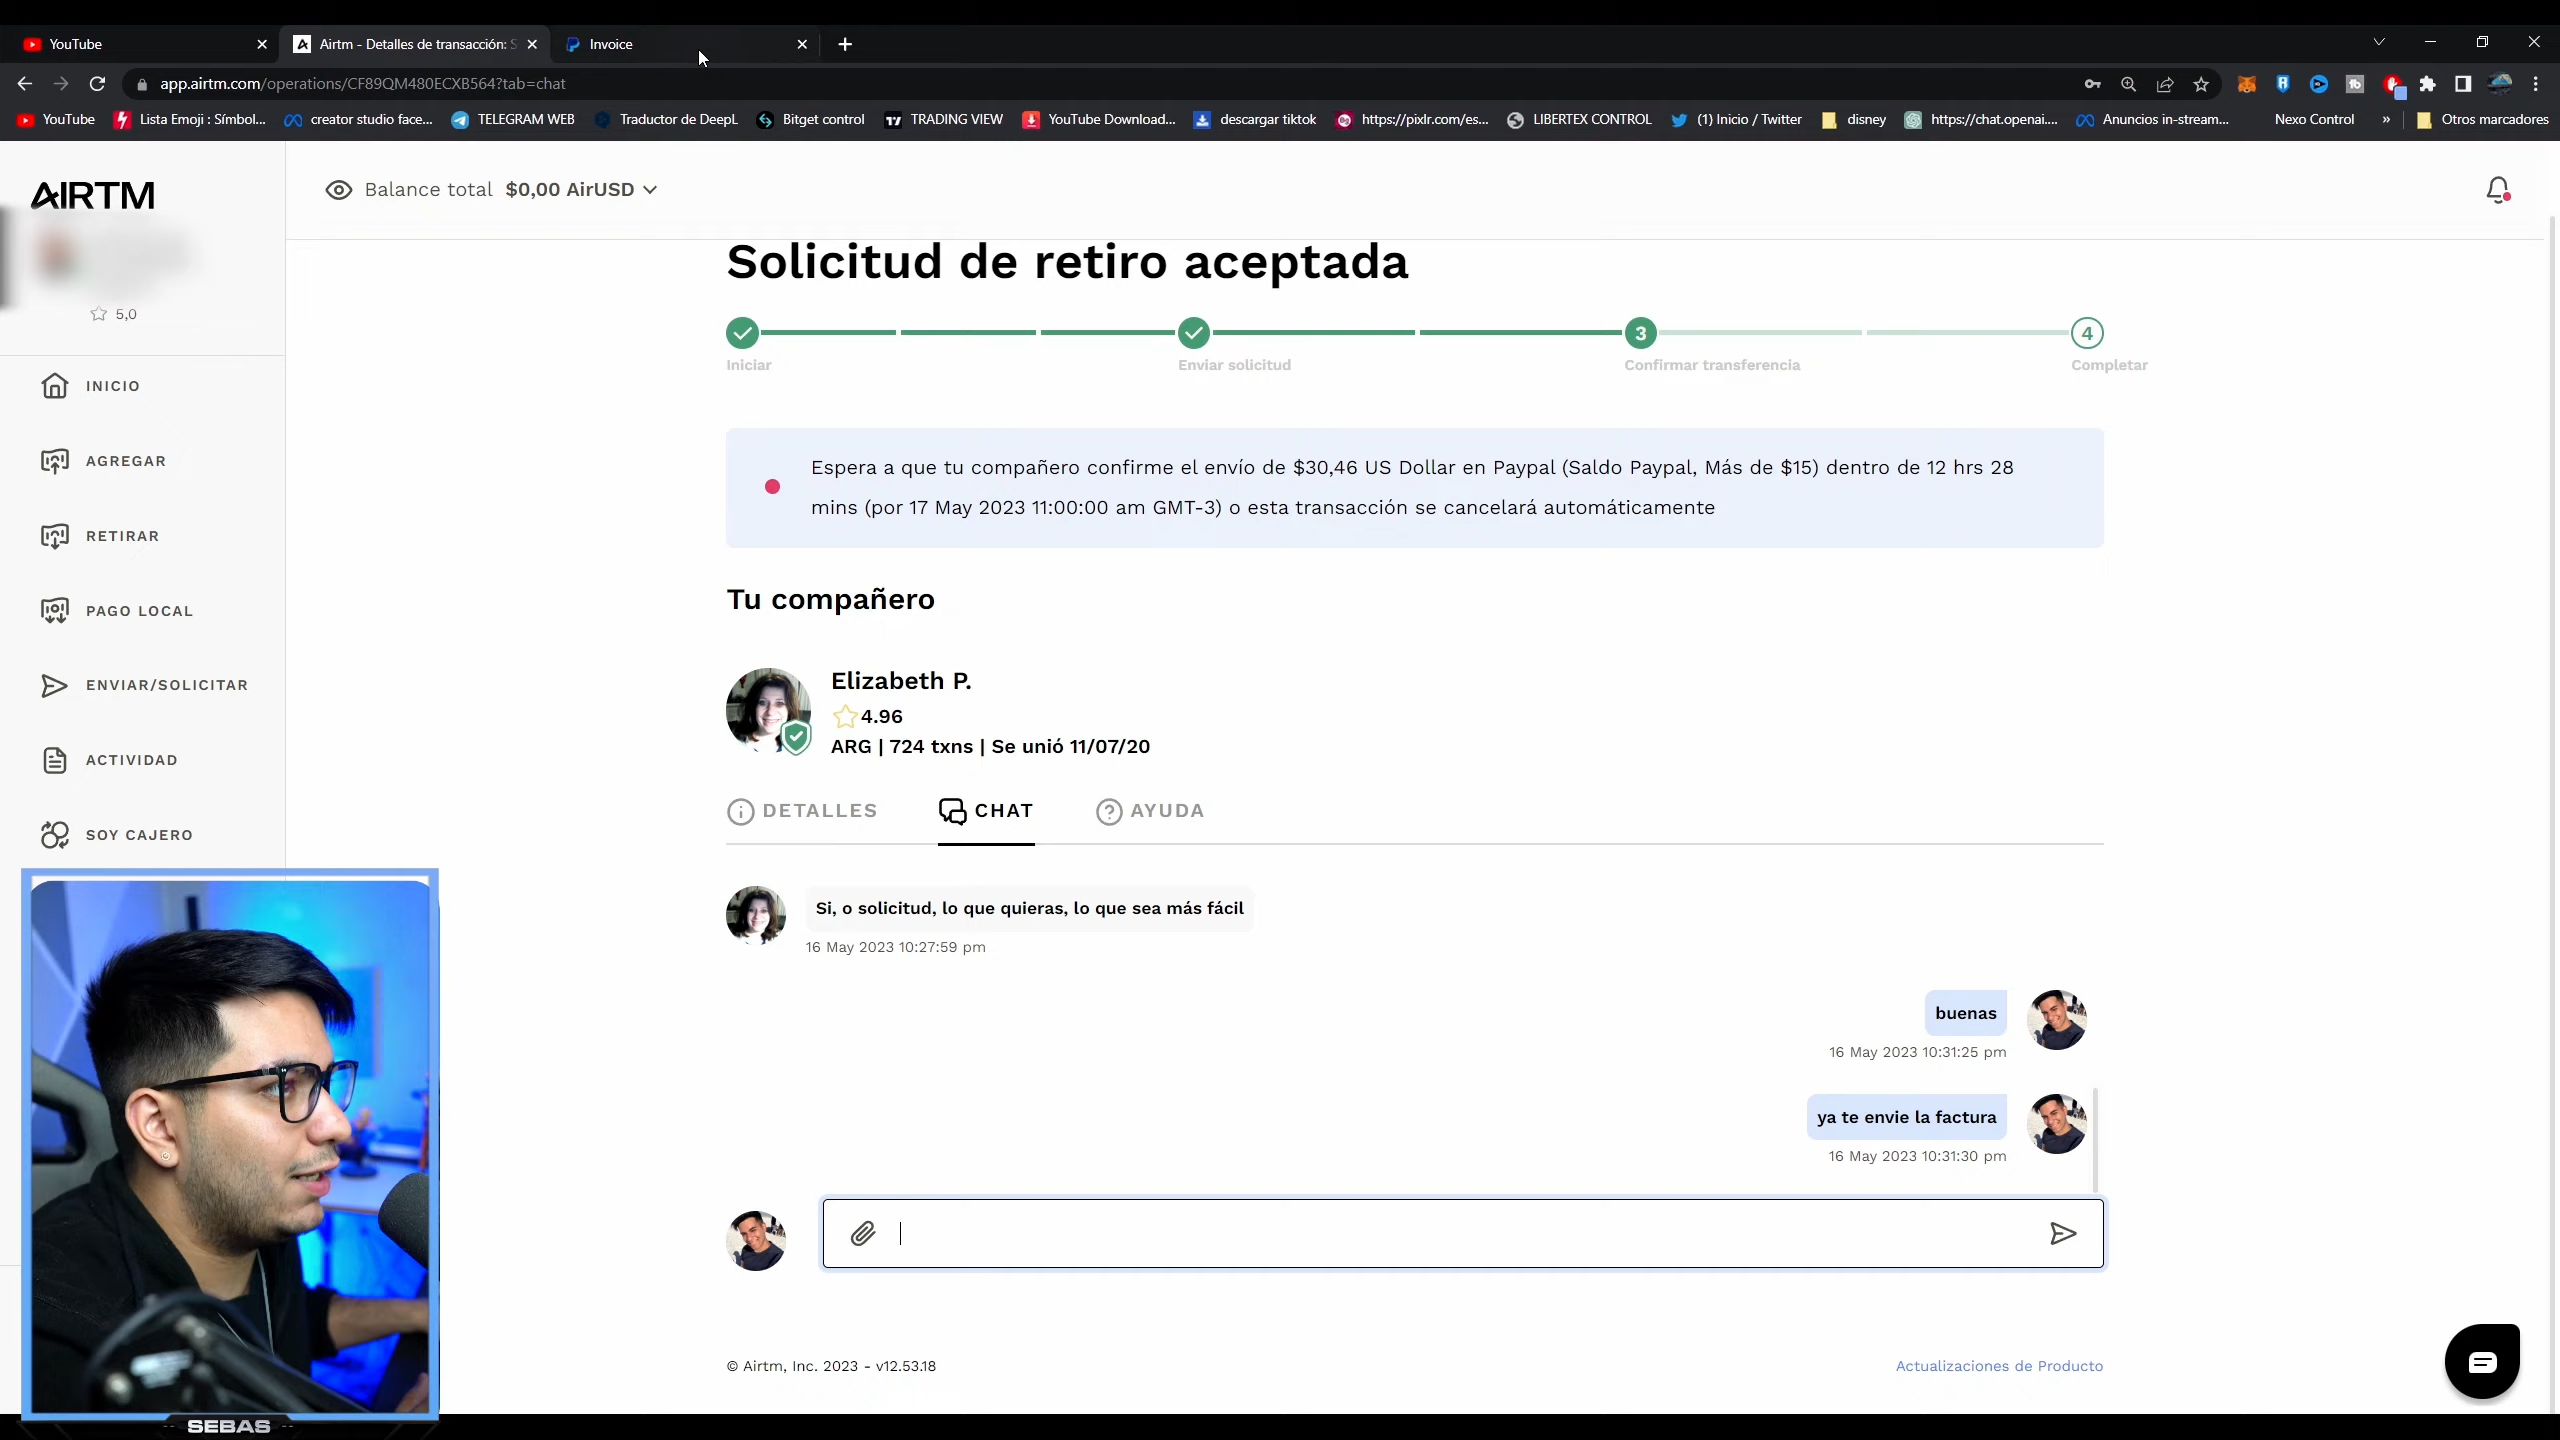 YouTube
Airtm - Detalles de transacción: S
Invoice
app.airtm.com/operations/CF89QM480ECXB564?tab=chat
YouTube
Lista Emoji : Símbol...
creator studio face...
TELEGRAM WEB
Traductor de DeepL
Bitget control
TRADING VIEW
YouTube Download...
descargar tiktok
https://pixlr.com/es...
LIBERTEX CONTROL
(1) Inicio / Twitter
disney
https://chat.openai....
Anuncios in-stream...
Nexo Control
»
Otros marcadores
AIRTM
Balance total $0,00 AirUSD
5,0
INICIO
AGREGAR
RETIRAR
PAGO LOCAL
ENVIAR/SOLICITAR
ACTIVIDAD
SOY CAJERO
Solicitud de retiro aceptada
3
4
Iniciar
Enviar solicitud
Confirmar transferencia
Completar
Espera a que tu compañero confirme el envío de $30,46 US Dollar en Paypal (Saldo Paypal, Más de $15) dentro de 12 hrs 28
mins (por 17 May 2023 11:00:00 am GMT-3) o esta transacción se cancelará automáticamente
Tu compañero
Elizabeth P.
4.96
ARG | 724 txns | Se unió 11/07/20
DETALLES
CHAT
AYUDA
Si, o solicitud, lo que quieras, lo que sea más fácil
16 May 2023 10:27:59 pm
buenas
16 May 2023 10:31:25 pm
ya te envie la factura
16 May 2023 10:31:30 pm
© Airtm, Inc. 2023 - v12.53.18
Actualizaciones de Producto
SEBAS